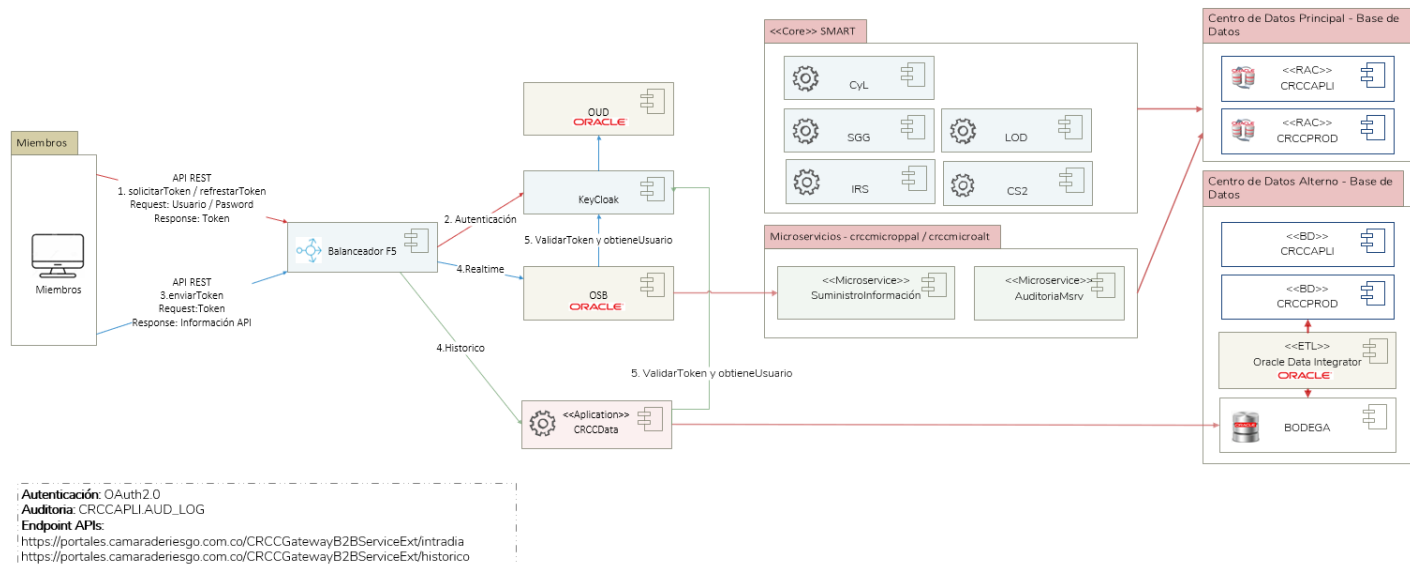 Miembros
Miembros
API REST
1. solicitarToken / refrestarToken
Request: Usuario / Pasword
Response: Token
API REST
3.enviarToken
Request:Token
Response: Información API
Balanceador F5
2. Autenticación
4.Realtime
4.Historico
OUD
ORACLE
KeyCloak
5. ValidarToken y obtieneUsuario
OSB
ORACLE
5. ValidarToken y obtieneUsuario
<<Aplication>>
CRCCData
<<Core>> SMART
CyL
SGG
LOD
IRS
CS2
Microservicios - crccmicroppal / crccmicroalt
<<Microservice>>
SuministroInformación
<<Microservice>>
AuditoriaMsrv
Centro de Datos Principal - Base de
Datos
<<RAC>>
CRCCAPLI
<<RAC>>
CRCCPROD
Centro de Datos Alterno - Base de
Datos
<<BD>>
CRCCAPLI
<<BD>>
CRCCPROD
<<ETL>>
Oracle Data Integrator
ORACLE
BODEGA
Autenticación: OAuth2.0
Auditoria: CRCCAPLI.AUD_LOG
Endpoint APIs:
https://portales.camaraderiesgo.com.co/CRCCGatewayB2BServiceExt/intradia
https://portales.camaraderiesgo.com.co/CRCCGatewayB2BServiceExt/historico